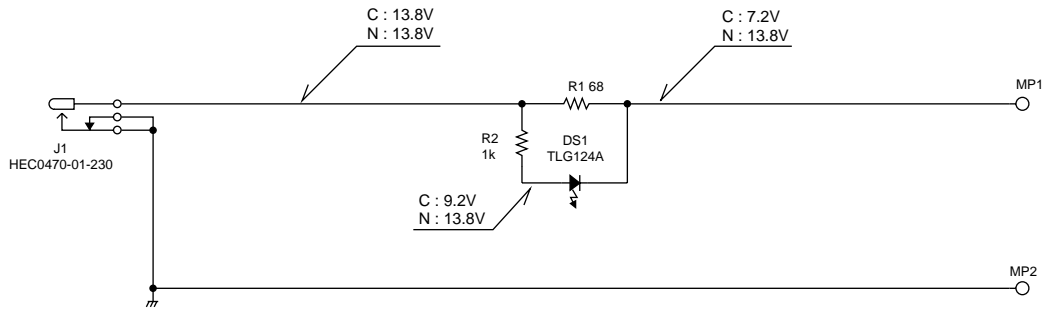 C : 13.8V
N : 13.8V
C : 7.2V
N : 13.8V
R1 68
MP1
R2
1k
DS1
TLG124A
J1
HEC0470-01-230
C : 9.2V
N : 13.8V
MP2